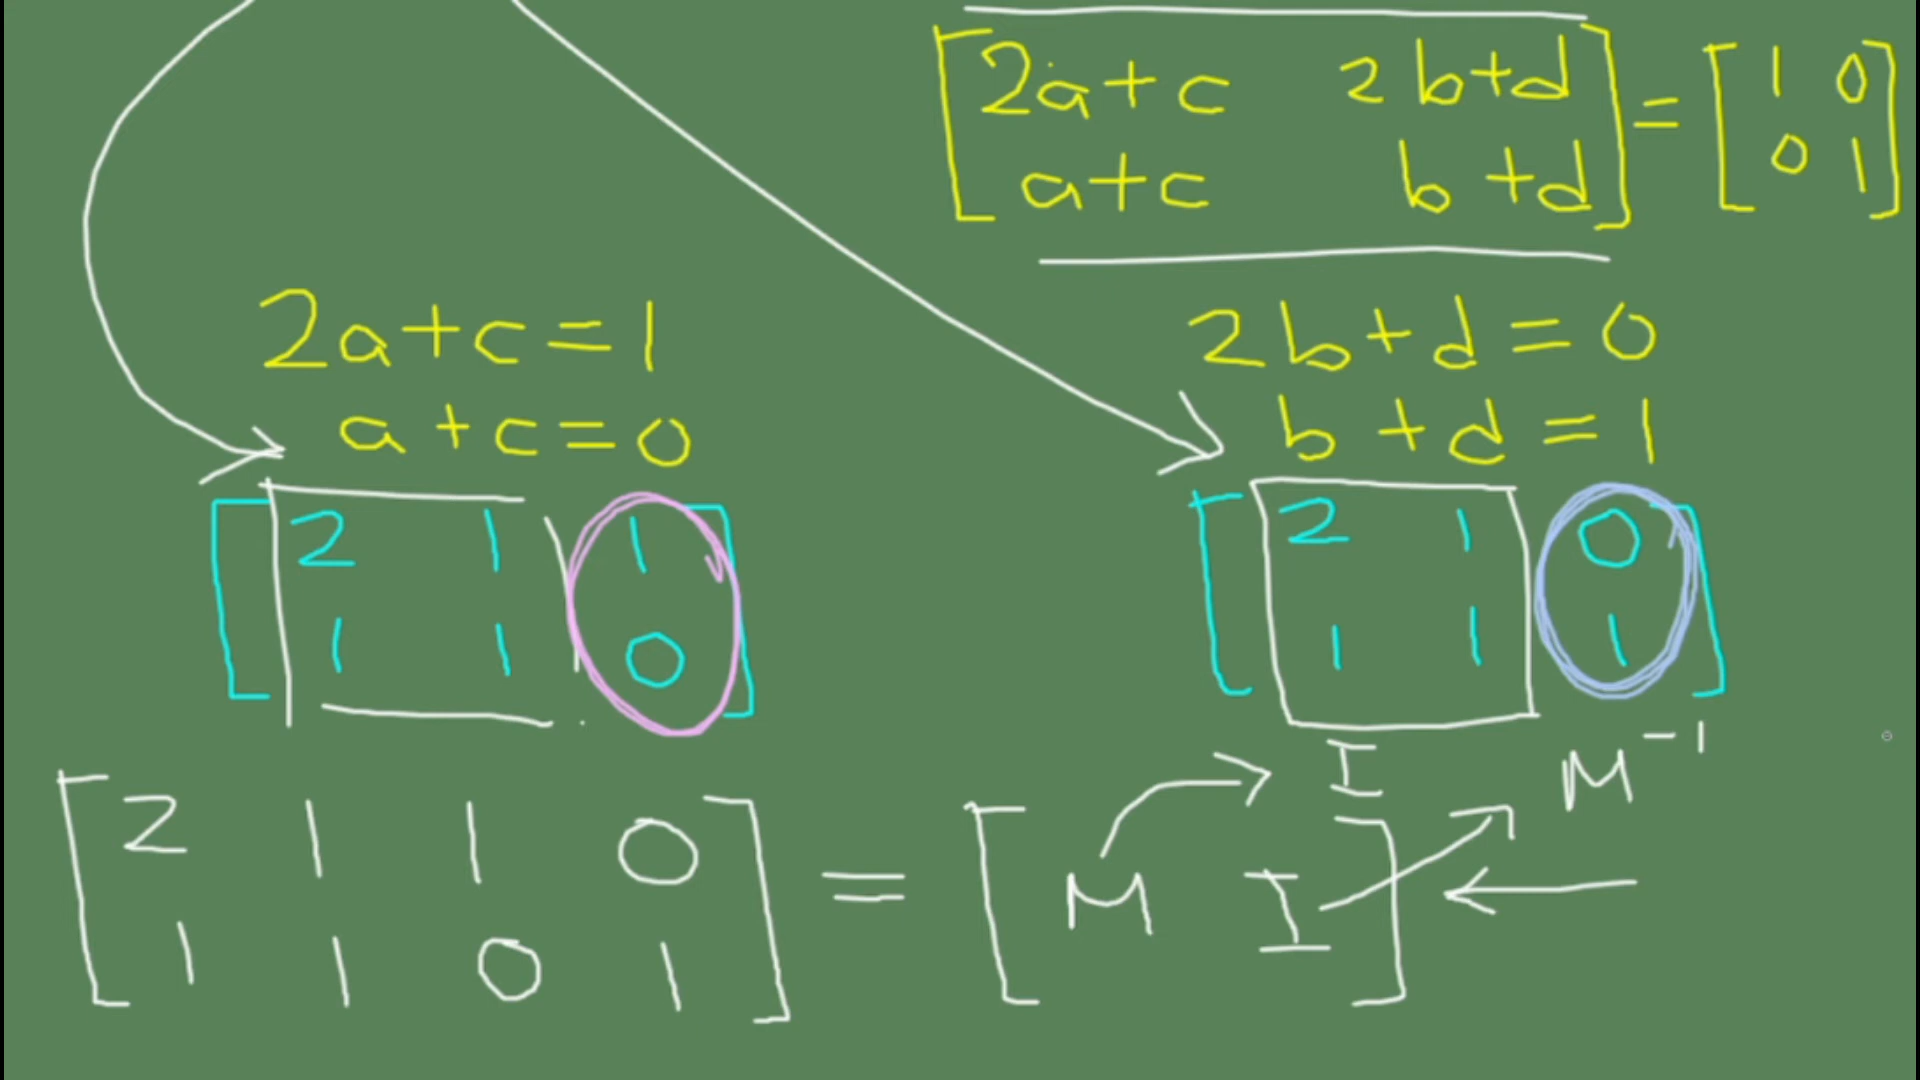 [2a+c 2b+d] = [1 0]
[a+c b+d] [0 1]
2a+c=1
a+c=0
2b+d=0
b+d=1
[2 1 1]
[1 1 0]
[2 1 0]
[1 1 1]
I M⁻¹
[2 1 1 0] = [M I]
[1 1 0 1]